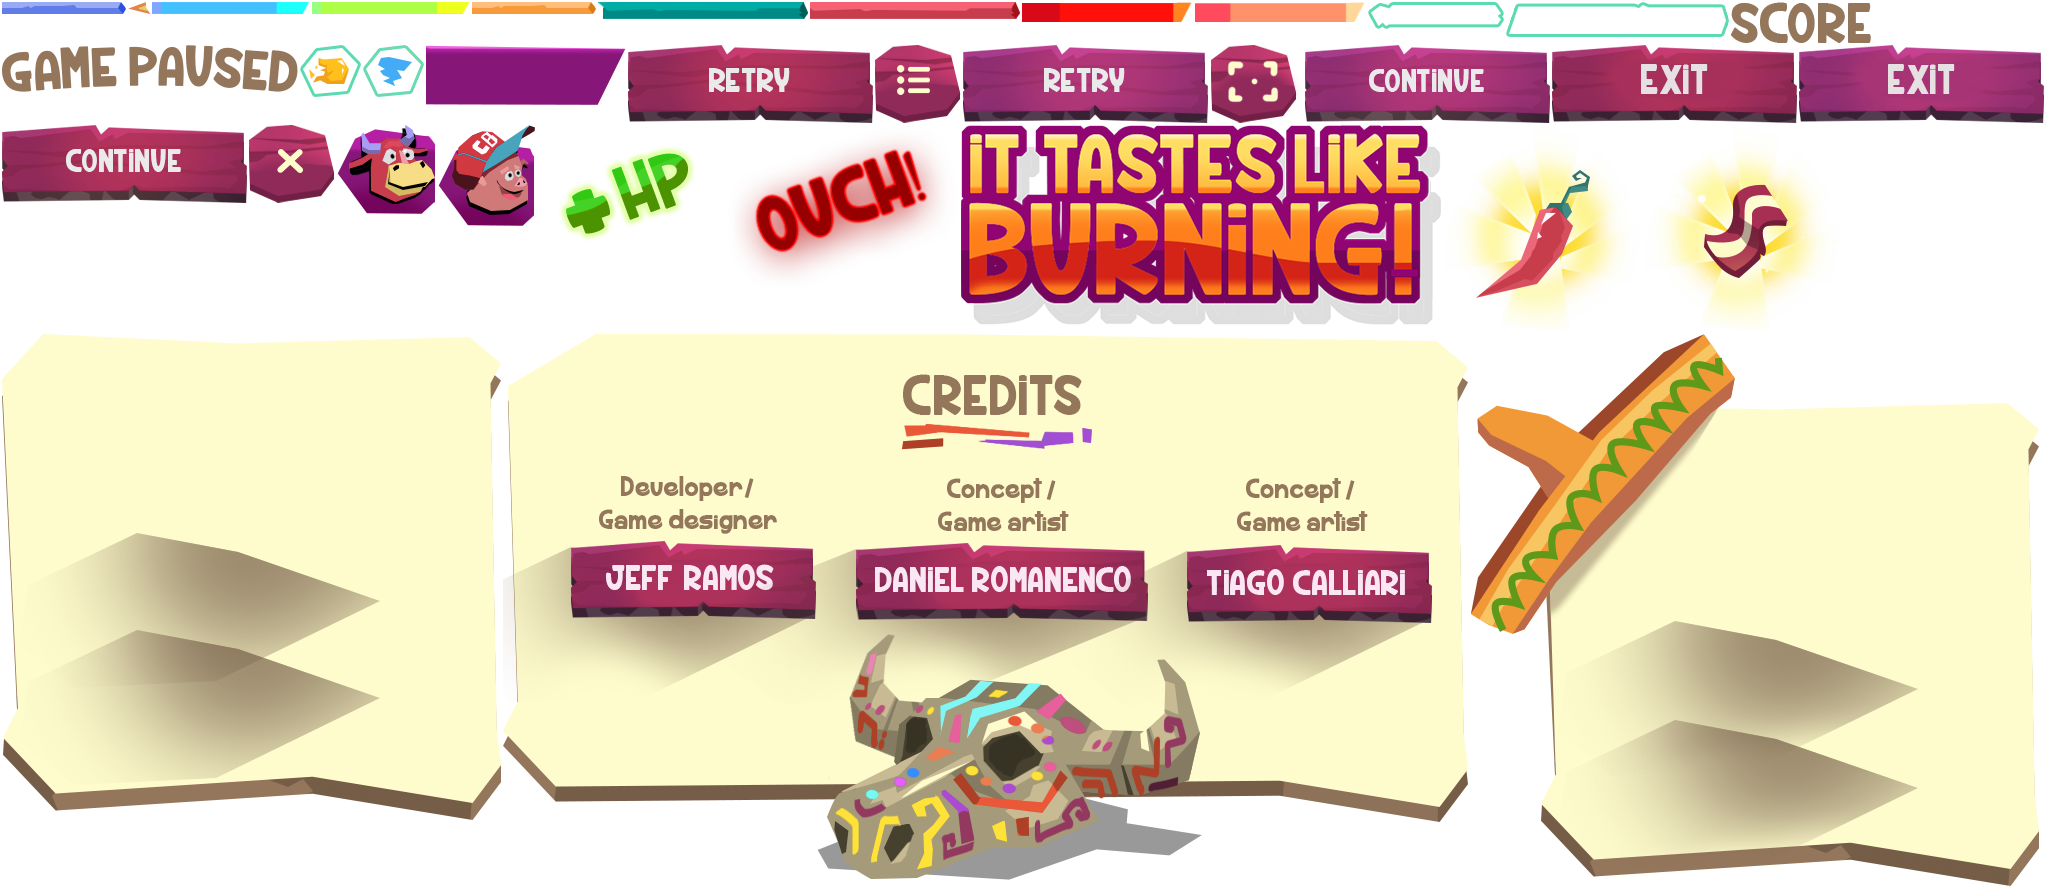 SCORE
GAME PAUSED
RETRY
RETRY
CONTiNUE
EXiT
EXiT
CONTiNUE
CB
HP
OUCH!
iT TASTES LiKE
BURNiNG!
CREDiTS
Developer/
Game designer
Concept /
Game artist
Concept /
Game artist
JEFF RAMOS
DANiEL ROMANENCO
TiAGO CALLiARi